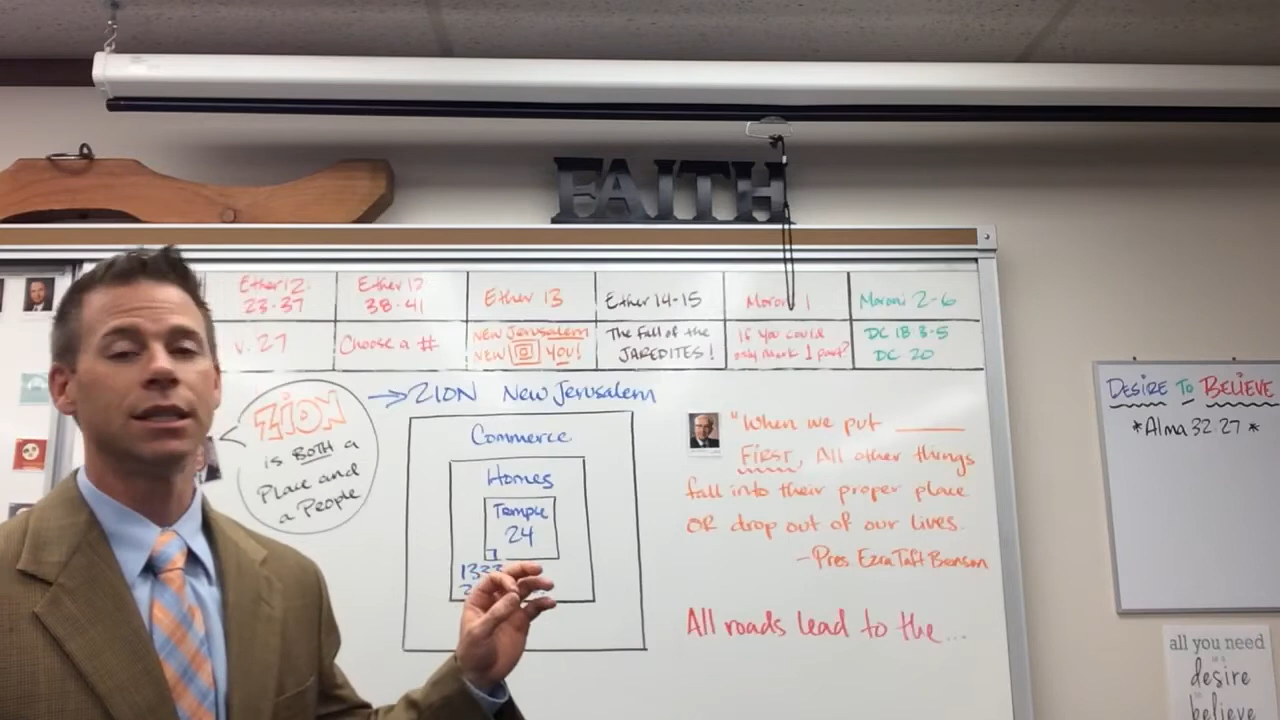 FAITH
Ether 12 Ether 12 Ether 13 Ether 14-15 Moroni 1 Moroni 2-6
23-37 38-41
v. 27 Choose a # NEW Jerusalem The Fall of the If you could DC 18 3-5
NEW YOU! JAREDITES! only mark 1 part? DC 20
ZION
is BOTH a
Place and
a People
ZION New Jerusalem
Commerce
Homes
Temple
24
"When we put ______
First, All other things
fall into their proper place
OR drop out of our lives.
-Pres Ezra Taft Benson
All roads lead to the...
DESIRE TO BELIEVE
*Alma 32 27 *
all you need
is a
desire
to
believe